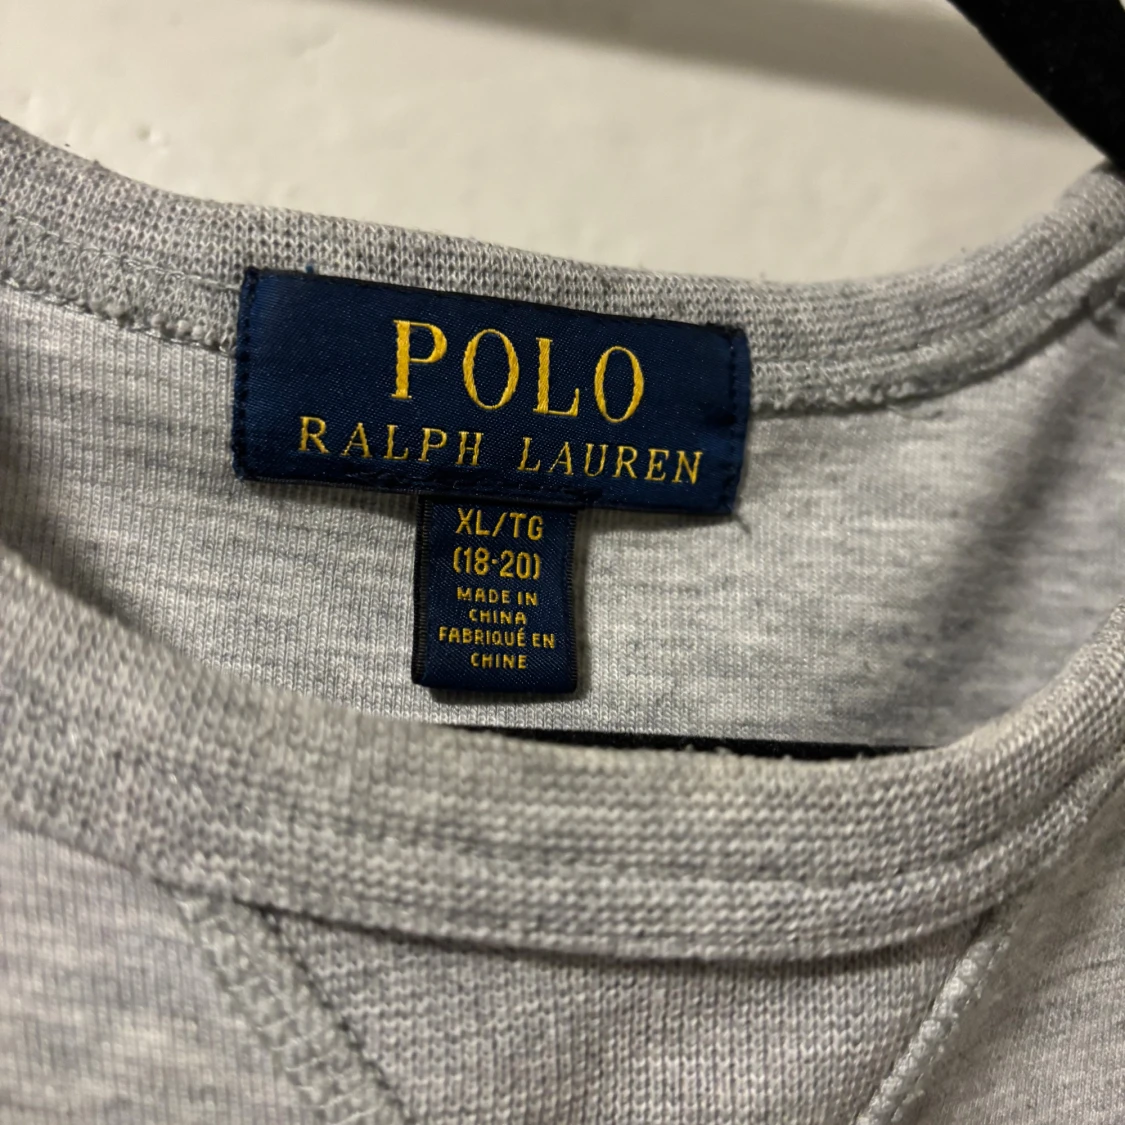 POLO
RALPH LAUREN
XL/TG
(18-20)
MADE IN
CHINA
FABRIQUÉ EN
CHINE